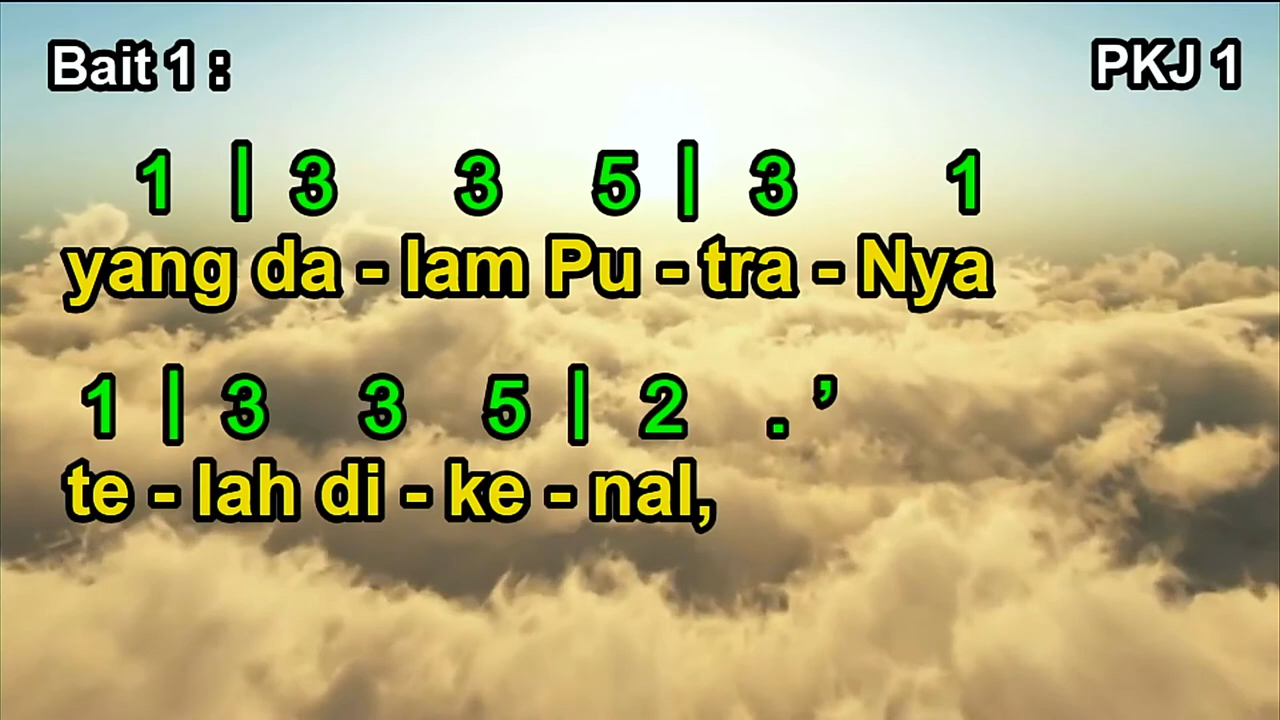 Bait 1 : PKJ 1
1 | 3 3 5 | 3 1
yang da - lam Pu - tra - Nya
1 | 3 3 5 | 2 . ’
te - lah di - ke - nal,